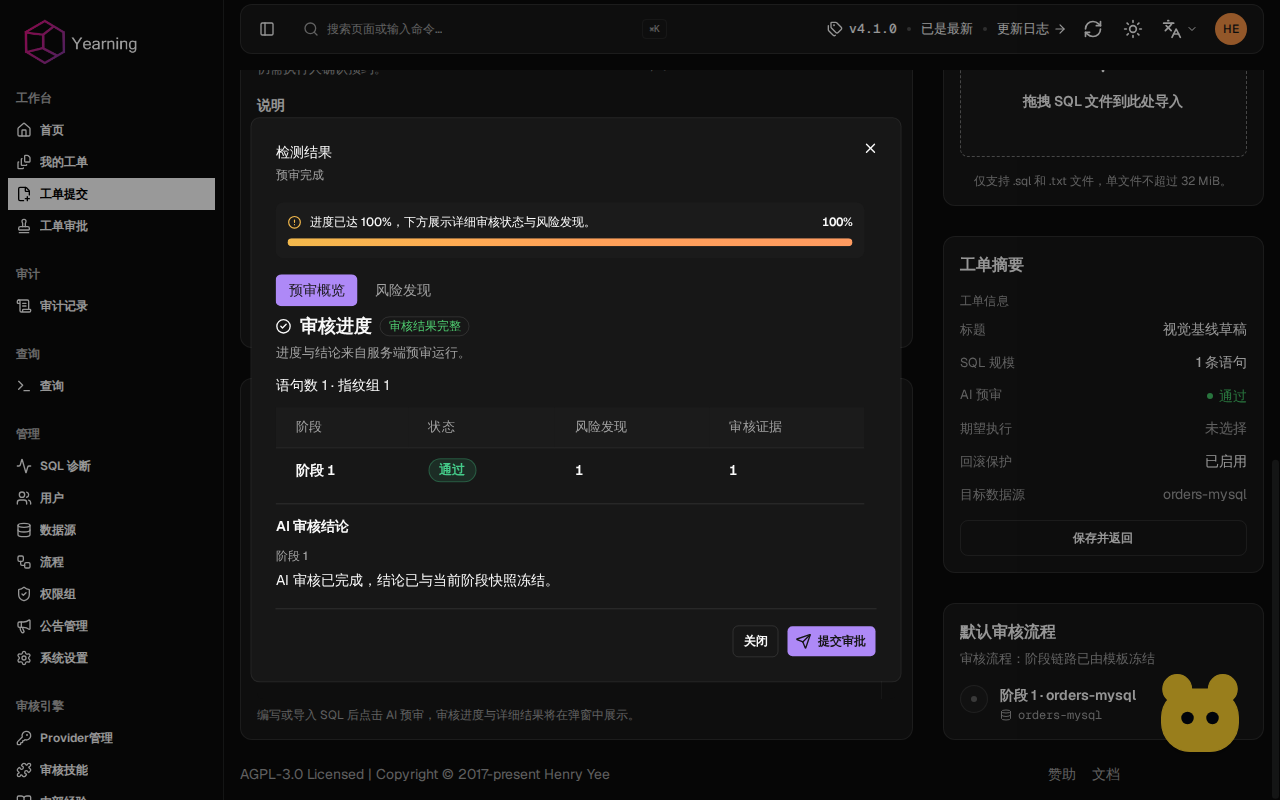 Yearning
工作台
首页
我的工单
工单提交
工单审批
审计
审计记录
查询
查询
管理
SQL 诊断
用户
数据源
流程
权限组
公告管理
系统设置
审核引擎
Provider管理
审核技能
搜索页面或输入命令...
⌘K
v4.1.0
已是最新
更新日志
HE
说明
检测结果
预审完成
进度已达 100%，下方展示详细审核状态与风险发现。
100%
预审概览
风险发现
审核进度
审核结果完整
进度与结论来自服务端预审运行。
语句数 1 · 指纹组 1
阶段 状态 风险发现 审核证据
阶段 1 通过 1 1
AI 审核结论
阶段 1
AI 审核已完成，结论已与当前阶段快照冻结。
关闭
提交审批
编写或导入 SQL 后点击 AI 预审，审核进度与详细结果将在弹窗中展示。
拖拽 SQL 文件到此处导入
仅支持 .sql 和 .txt 文件，单文件不超过 32 MiB。
工单摘要
工单信息
标题 视觉基线草稿
SQL 规模 1 条语句
AI 预审 通过
期望执行 未选择
回滚保护 已启用
目标数据源 orders-mysql
保存并返回
默认审核流程
审核流程：阶段链路已由模板冻结
阶段 1 · orders-mysql
orders-mysql
AGPL-3.0 Licensed | Copyright © 2017-present Henry Yee
赞助
文档